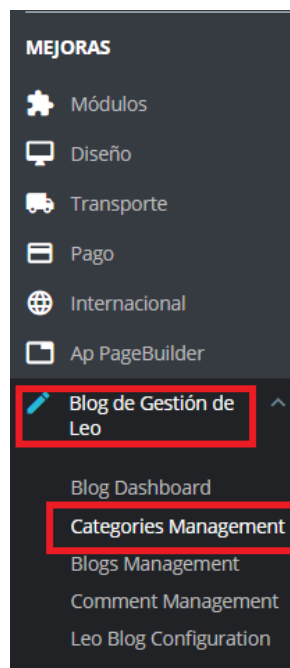 MEJORAS
Módulos
Diseño
Transporte
Pago
Internacional
Ap PageBuilder
Blog de Gestión de
Leo
Blog Dashboard
Categories Management
Blogs Management
Comment Management
Leo Blog Configuration